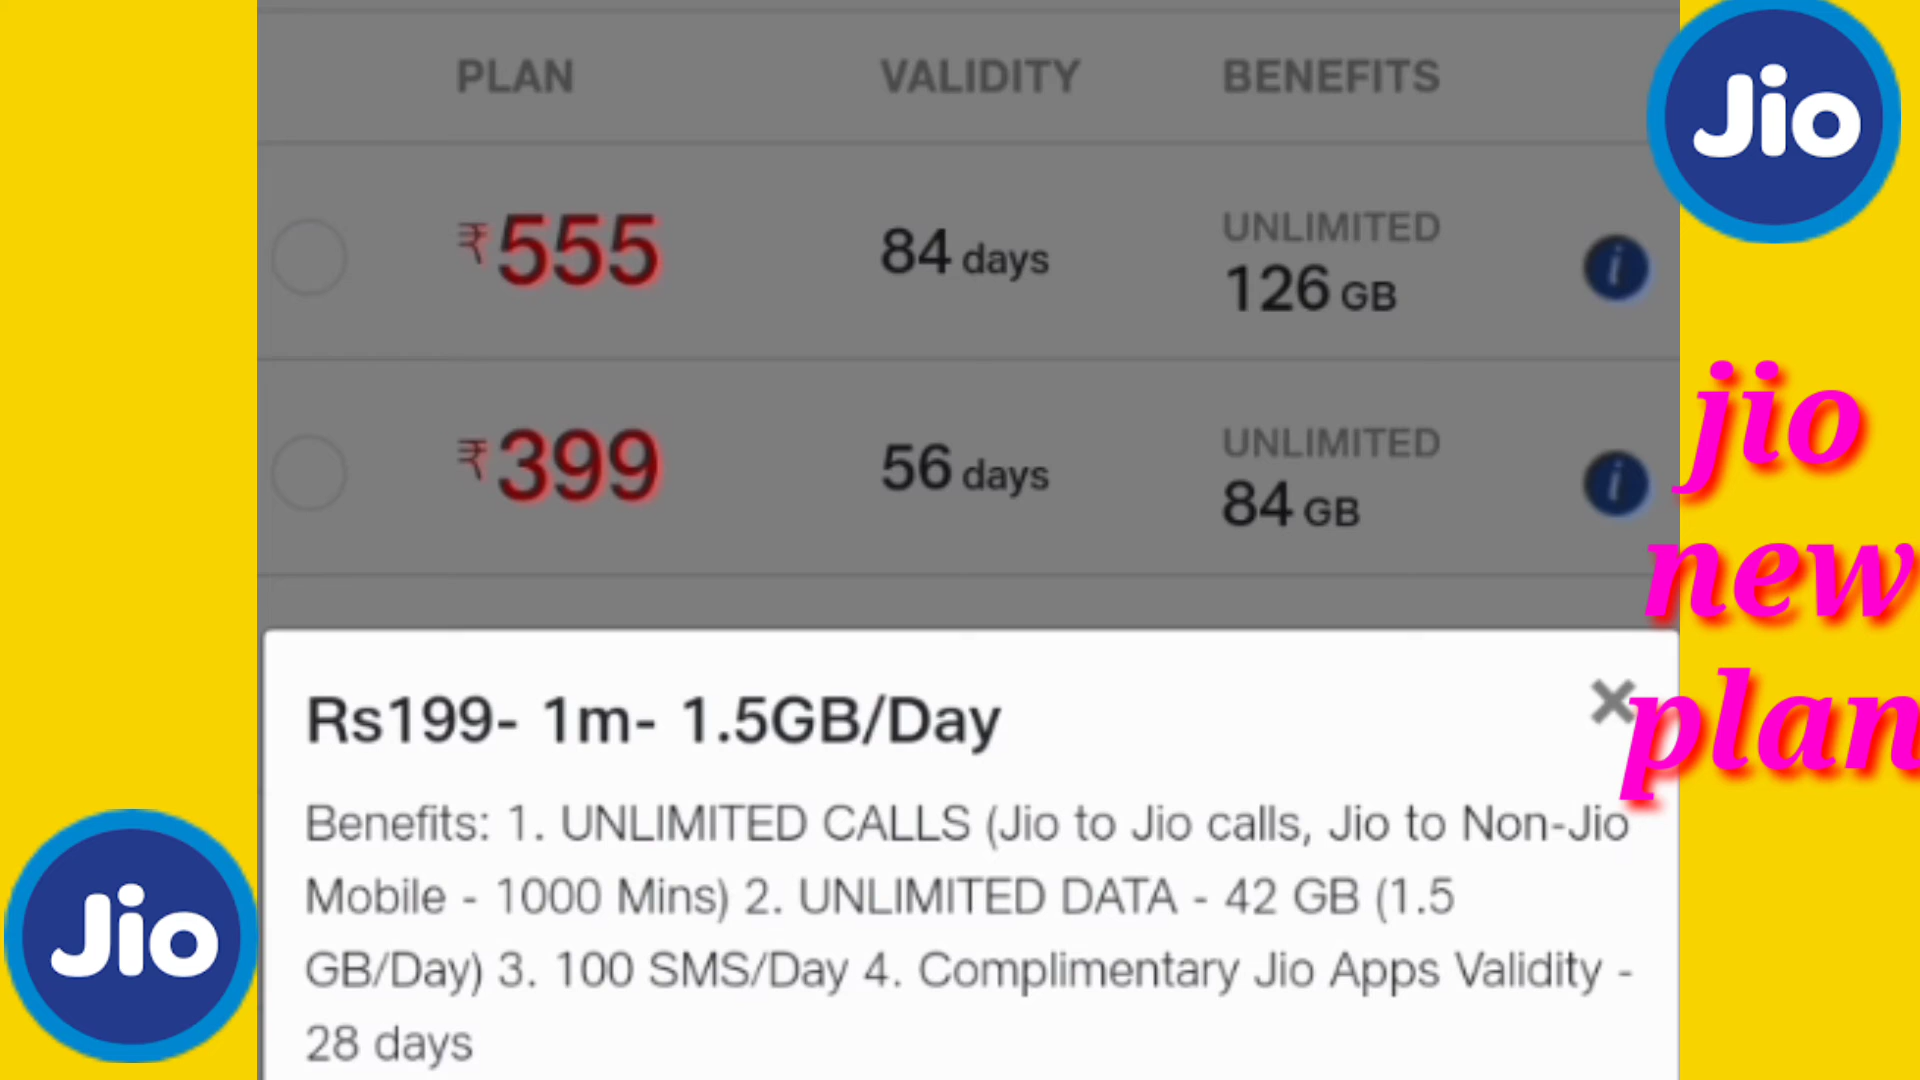 PLAN VALIDITY BENEFITS
Jio
₹555 84 days UNLIMITED 126 GB i
₹399 56 days UNLIMITED 84 GB i
jio
new
plan
Rs199- 1m- 1.5GB/Day ×
Benefits: 1. UNLIMITED CALLS (Jio to Jio calls, Jio to Non-Jio
Mobile - 1000 Mins) 2. UNLIMITED DATA - 42 GB (1.5
GB/Day) 3. 100 SMS/Day 4. Complimentary Jio Apps Validity -
28 days
Jio